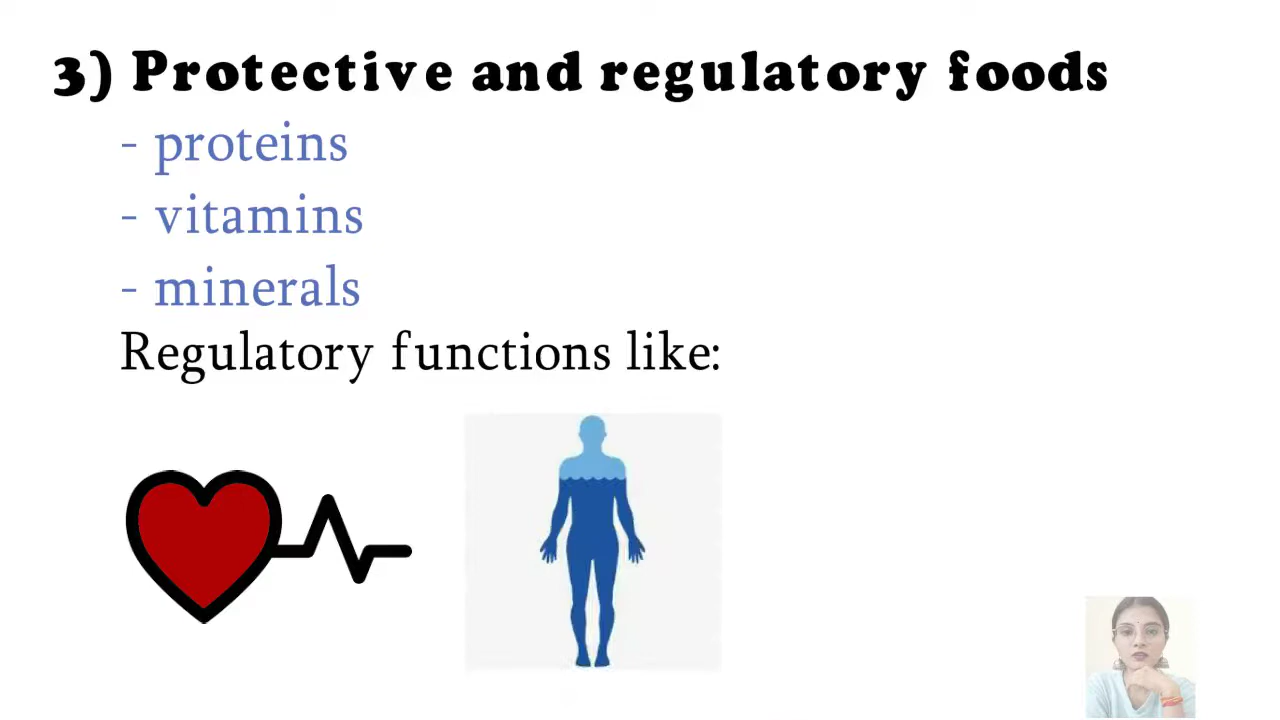 3) Protective and regulatory foods
- proteins
- vitamins
- minerals
Regulatory functions like: